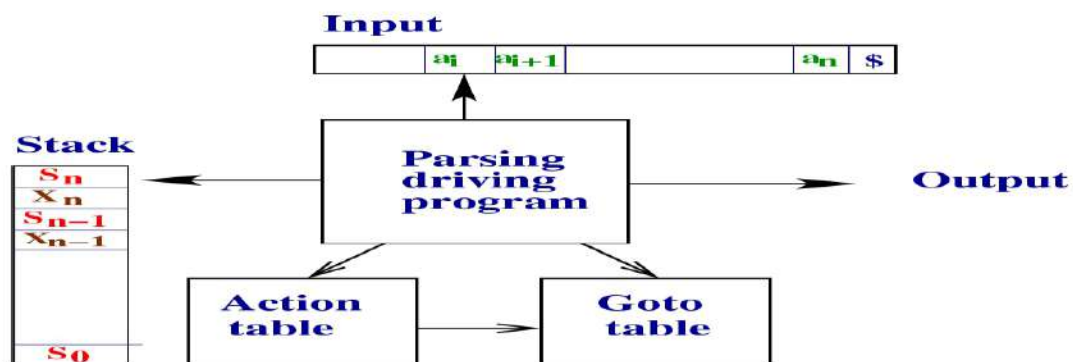 Input
ai ai+1 an $
Stack
Parsing
driving
program
Output
Sn
Xn
Sn−1
Xn−1
Action
table
Goto
table
S0